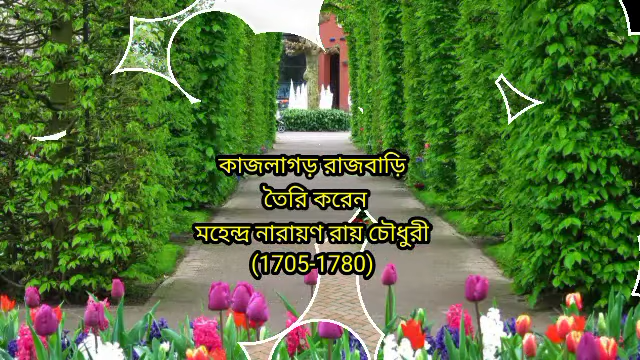 কাজলাগড় রাজবাড়ি
তৈরি করেন
মহেন্দ্র নারায়ণ রায় চৌধুরী
(1705-1780)